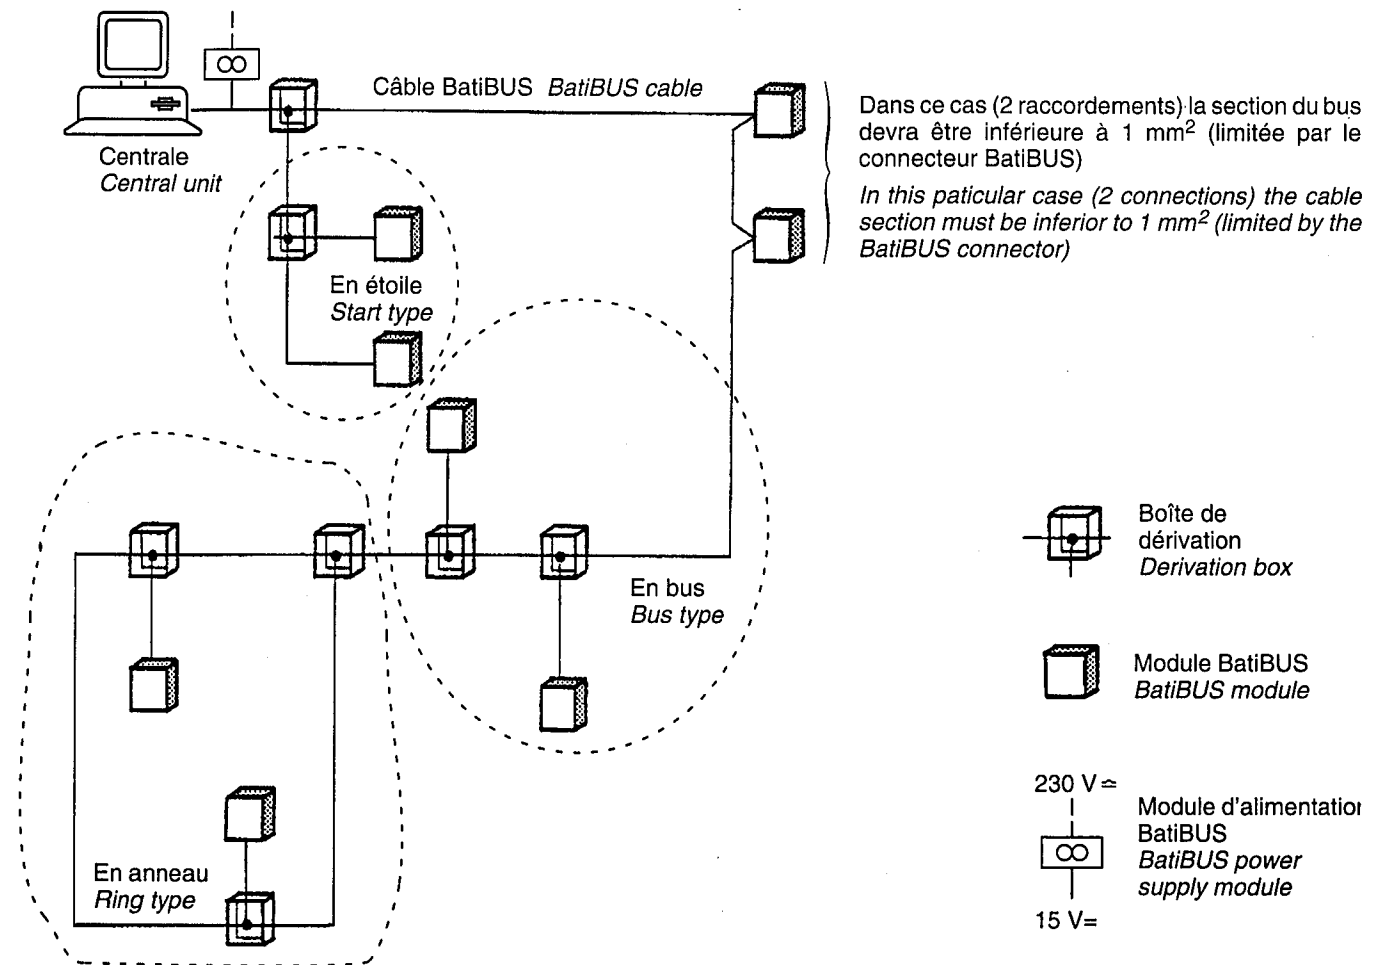 Câble BatiBUS BatiBUS cable
Centrale
Central unit
Dans ce cas (2 raccordements) la section du bus
devra être inférieure à 1 mm² (limitée par le
connecteur BatiBUS)
In this paticular case (2 connections) the cable
section must be inferior to 1 mm² (limited by the
BatiBUS connector)
En étoile
Start type
En bus
Bus type
En anneau
Ring type
Boîte de
dérivation
Derivation box
Module BatiBUS
BatiBUS module
230 V≃
Module d'alimentation
BatiBUS
BatiBUS power
supply module
15 V=